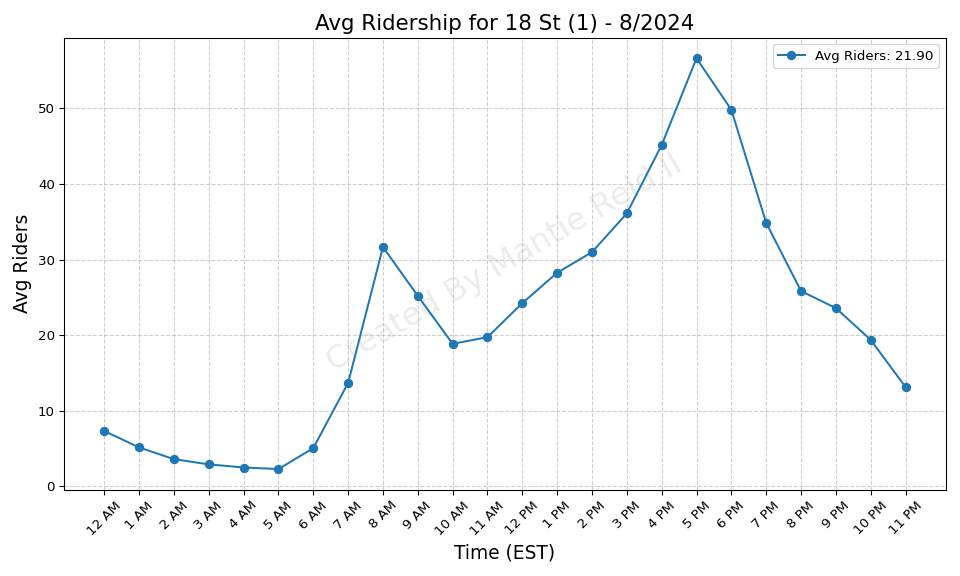 Avg Ridership for 18 St (1) - 8/2024
Avg Riders: 21.90
Avg Riders
50
40
30
20
10
0
Created By Mantie Reid II
12 AM
1 AM
2 AM
3 AM
4 AM
5 AM
6 AM
7 AM
8 AM
9 AM
10 AM
11 AM
12 PM
1 PM
2 PM
3 PM
4 PM
5 PM
6 PM
7 PM
8 PM
9 PM
10 PM
11 PM
Time (EST)